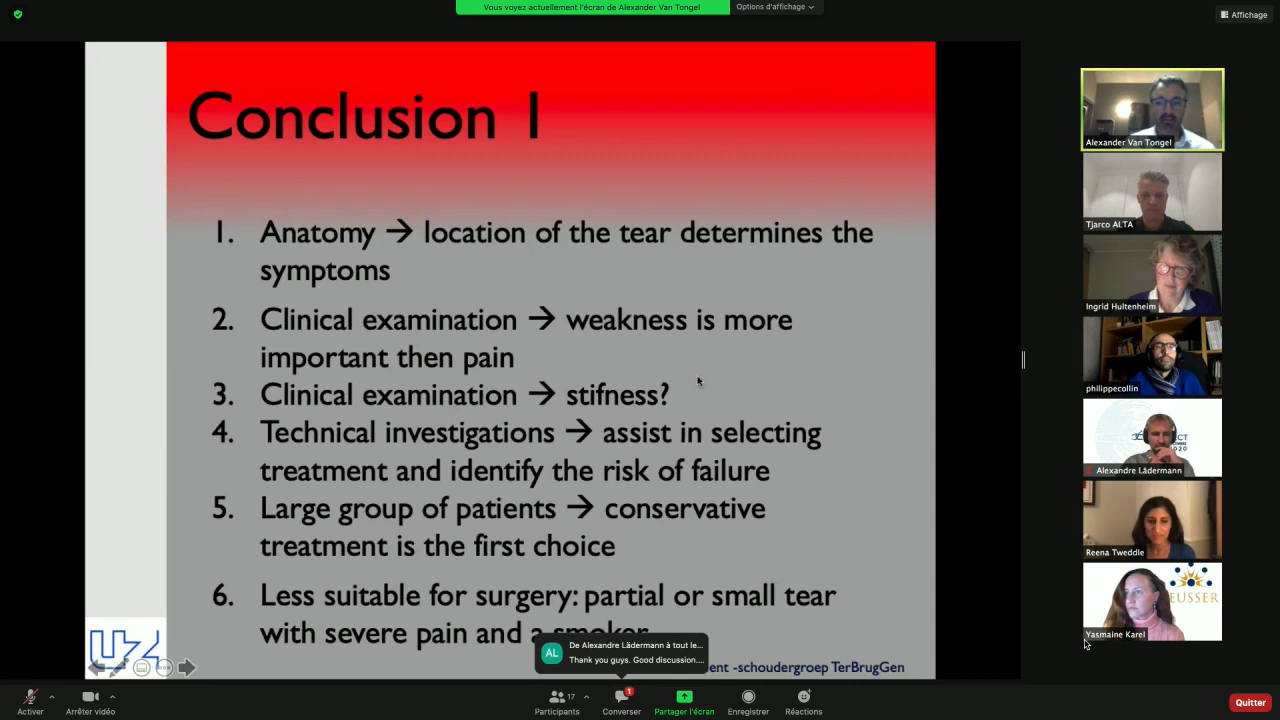 Vous voyez actuellement l'écran de Alexander Van Tongel
Options d'affichage
Affichage
Conclusion 1
1. Anatomy → location of the tear determines the
symptoms
2. Clinical examination → weakness is more
important then pain
3. Clinical examination → stifness?
4. Technical investigations → assist in selecting
treatment and identify the risk of failure
5. Large group of patients → conservative
treatment is the first choice
6. Less suitable for surgery: partial or small tear
with severe pain and a smoker
UZ
ent -schoudergroep TerBrugGen
AL
De Alexandre Lädermann à tout le...
Thank you guys. Good discussion....
Alexander Van Tongel
Tjarco ALTA
Ingrid Hultenheim
philippecollin
Alexandre Lädermann
Reena Tweddle
EUSSER
Yasmaine Karel
Activer
Arrêter vidéo
17
Participants
1
Converser
Partager l'écran
Enregistrer
Réactions
Quitter